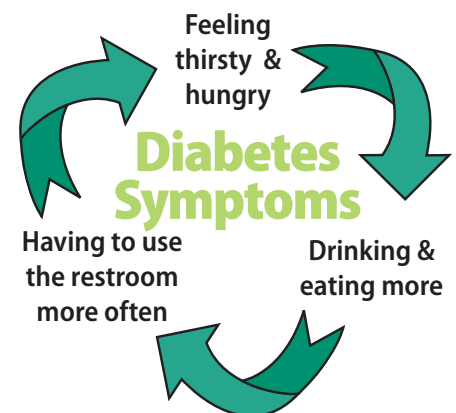 Feeling
thirsty &
hungry
Diabetes
Symptoms
Drinking &
eating more
Having to use
the restroom
more often